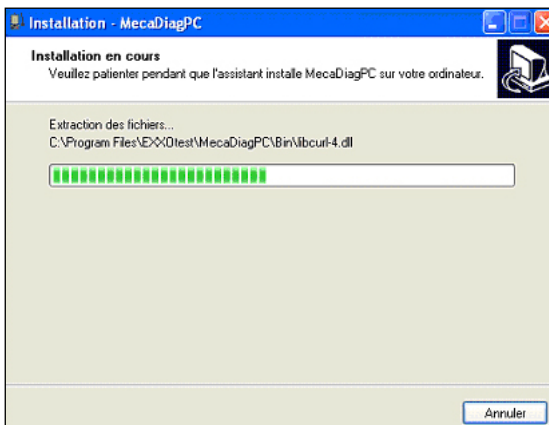 Installation - MecaDiagPC
Installation en cours
Veuillez patienter pendant que l'assistant installe MecaDiagPC sur votre ordinateur.
Extraction des fichiers...
C:\Program Files\EXXOtest\MecaDiagPC\Bin\libcurl-4.dll
Annuler